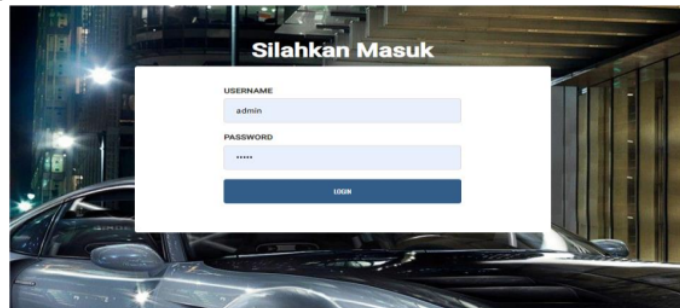 Silahkan Masuk
USERNAME
admin
PASSWORD
•••••
LOGIN